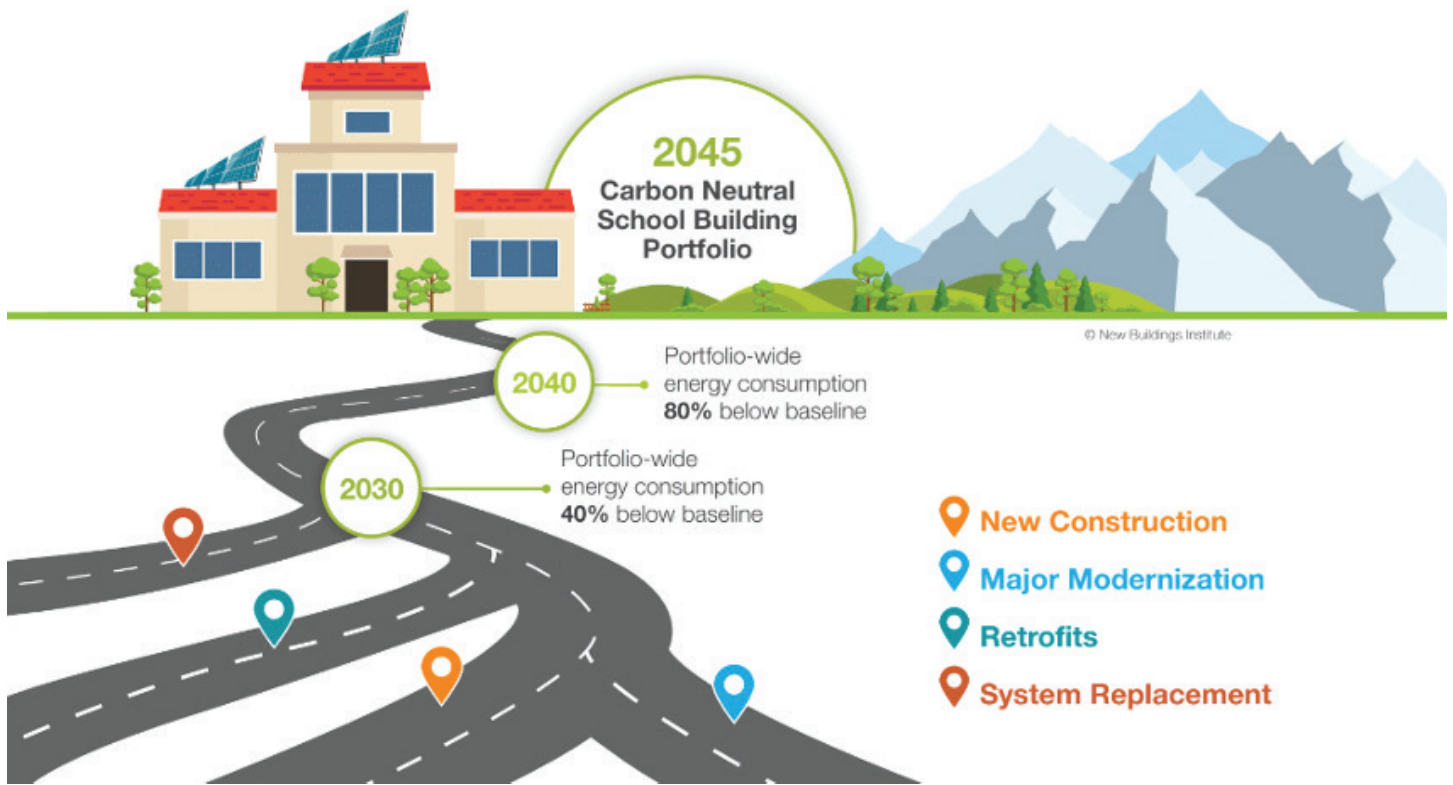 2045
Carbon Neutral
School Building
Portfolio
© New Buildings Institute
2040
Portfolio-wide
energy consumption
80% below baseline
2030
Portfolio-wide
energy consumption
40% below baseline
New Construction
Major Modernization
Retrofits
System Replacement